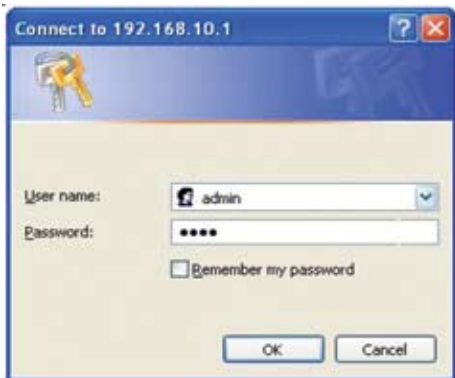 Connect to 192.168.10.1
User name:
admin
Password:
••••
Remember my password
OK
Cancel